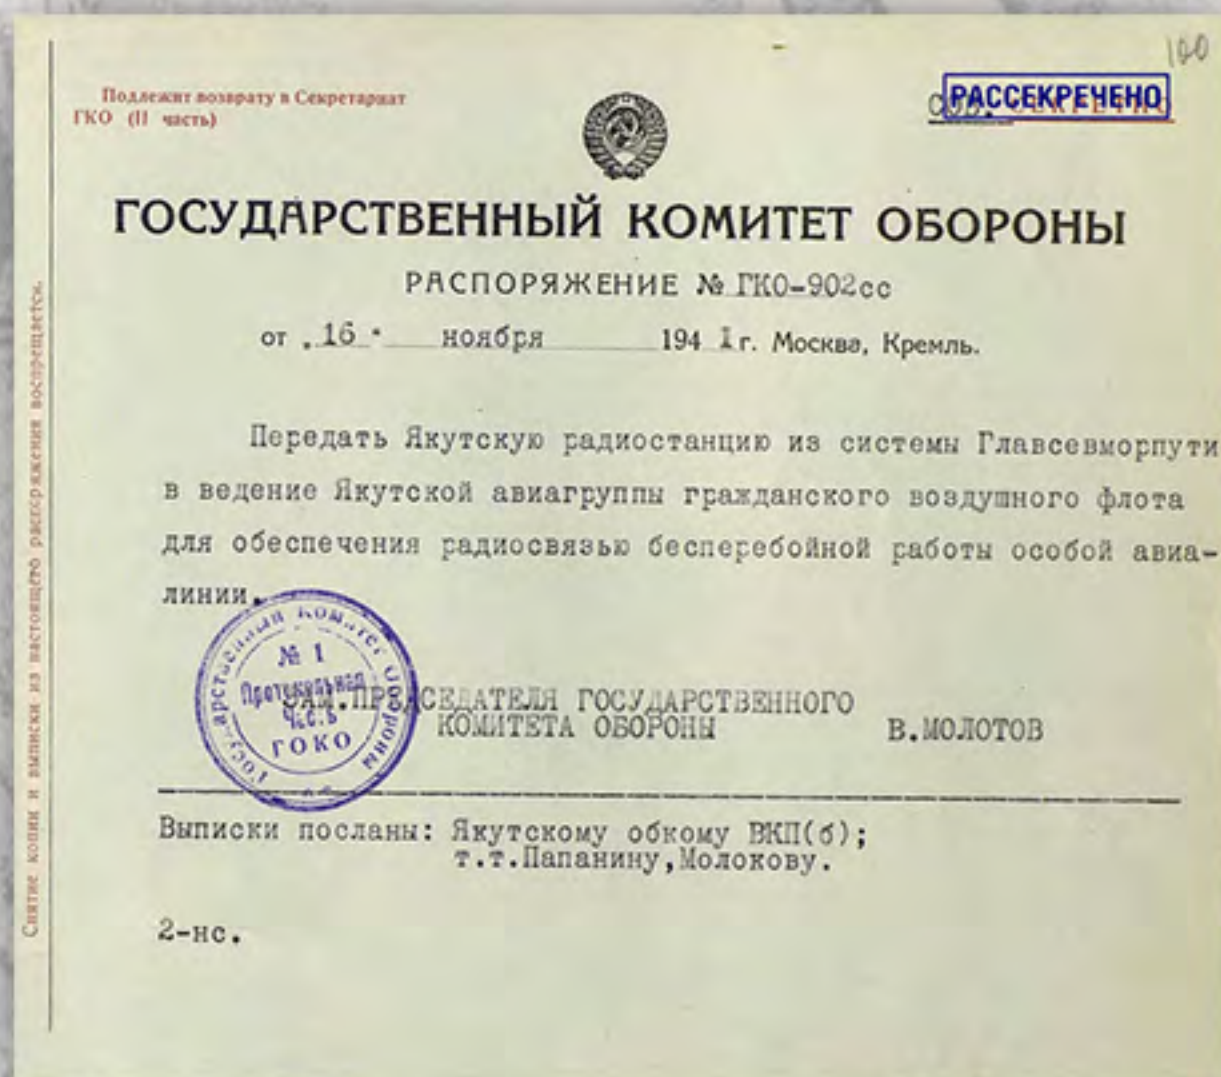 100
Подлежит возврату в Секретариат
ГКО (II часть)
СОВ. СЕКРЕТНО
РАССЕКРЕЧЕНО
ГОСУДАРСТВЕННЫЙ КОМИТЕТ ОБОРОНЫ
РАСПОРЯЖЕНИЕ № ГКО-902сс
от „16" ноября 1941г. Москва, Кремль.
Передать Якутскую радиостанцию из системы Главсевморпути
в ведение Якутской авиагруппы гражданского воздушного флота
для обеспечения радиосвязью бесперебойной работы особой авиа-
линии.
Государственный Комитет Обороны
№ 1
Протокольная
Часть
ГОКО
ЗАМ.ПРЕДСЕДАТЕЛЯ ГОСУДАРСТВЕННОГО
КОМИТЕТА ОБОРОНЫ В.МОЛОТОВ
Выписки посланы: Якутскому обкому ВКП(б);
т.т.Папанину,Молокову.
2-нс.
Снятие копии и выписки из настоящего распоряжения воспрещается.